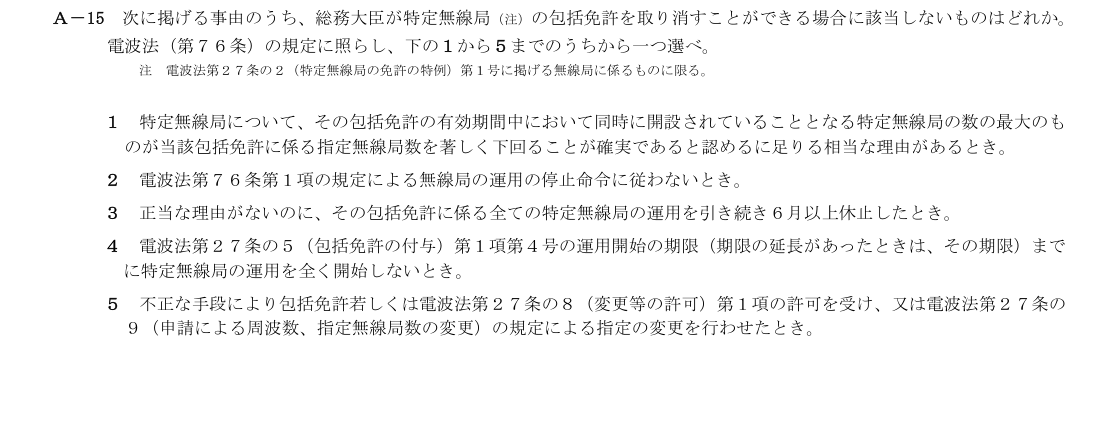 Ａ－15　次に掲げる事由のうち、総務大臣が特定無線局（注）の包括免許を取り消すことができる場合に該当しないものはどれか。
電波法（第７６条）の規定に照らし、下の１から５までのうちから一つ選べ。
注　電波法第２７条の２（特定無線局の免許の特例）第１号に掲げる無線局に係るものに限る。
１　特定無線局について、その包括免許の有効期間中において同時に開設されていることとなる特定無線局の数の最大のも
のが当該包括免許に係る指定無線局数を著しく下回ることが確実であると認めるに足りる相当な理由があるとき。
２　電波法第７６条第１項の規定による無線局の運用の停止命令に従わないとき。
３　正当な理由がないのに、その包括免許に係る全ての特定無線局の運用を引き続き６月以上休止したとき。
４　電波法第２７条の５（包括免許の付与）第１項第４号の運用開始の期限（期限の延長があったときは、その期限）まで
に特定無線局の運用を全く開始しないとき。
５　不正な手段により包括免許若しくは電波法第２７条の８（変更等の許可）第１項の許可を受け、又は電波法第２７条の
９（申請による周波数、指定無線局数の変更）の規定による指定の変更を行わせたとき。